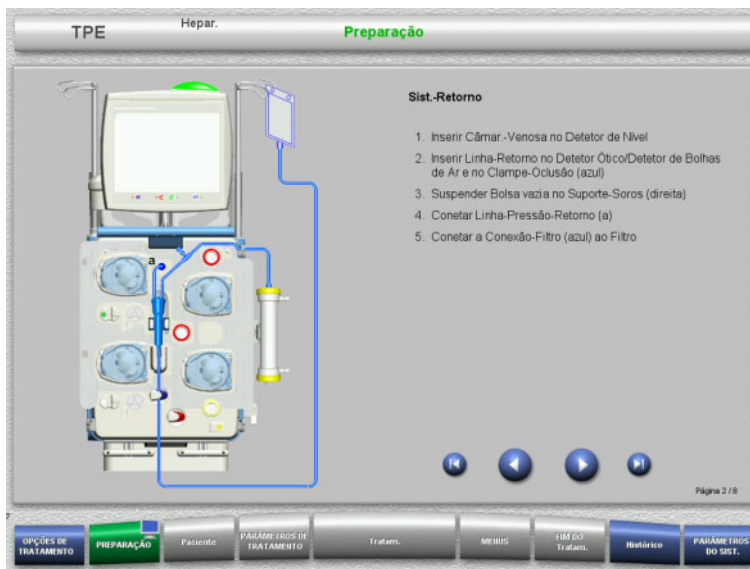 TPE
Hepar.
Preparação
Sist.-Retorno
1. Inserir Câmar.-Venosa no Detetor de Nível
2. Inserir Linha-Retorno no Detetor Ótico/Detetor de Bolhas
de Ar e no Clampe-Oclusão (azul)
3. Suspender Bolsa vazia no Suporte-Soros (direita)
4. Conetar Linha-Pressão-Retorno (a)
5. Conetar a Conexão-Filtro (azul) ao Filtro
a
Página 2 / 8
OPÇÕES DE
TRATAMENTO
PREPARAÇÃO
Paciente
PARÂMETROS DE
TRATAMENTO
Tratam.
MENUS
FIM DO
Tratam.
Histórico
PARÂMETROS
DO SIST.